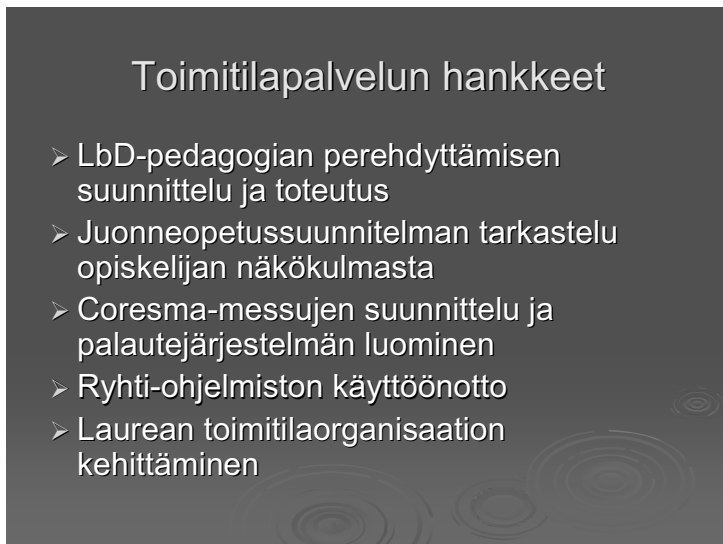 Toimitilapalvelun hankkeet
➢ LbD-pedagogian perehdyttämisen
suunnittelu ja toteutus
➢ Juonneopetussuunnitelman tarkastelu
opiskelijan näkökulmasta
➢ Coresma-messujen suunnittelu ja
palautejärjestelmän luominen
➢ Ryhti-ohjelmiston käyttöönotto
➢ Laurean toimitilaorganisaation
kehittäminen